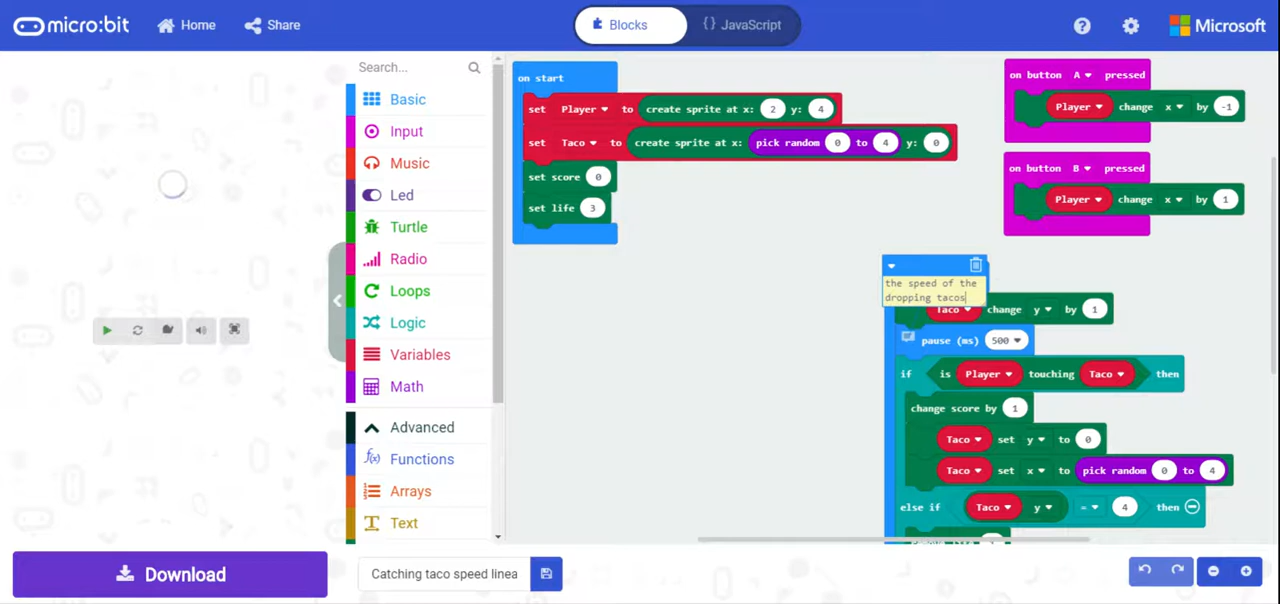 micro:bit Home Share Blocks {} JavaScript ? Microsoft
Search...
Basic
Input
Music
Led
Turtle
Radio
Loops
Logic
Variables
Math
Advanced
Functions
Arrays
Text
on start
set Player to create sprite at x: 2 y: 4
set Taco to create sprite at x: pick random 0 to 4 y: 0
set score 0
set life 3
on button A pressed
Player change x by -1
on button B pressed
Player change x by 1
the speed of the
dropping tacos
Taco change y by 1
pause (ms) 500
if is Player touching Taco then
change score by 1
Taco set y to 0
Taco set x to pick random 0 to 4
else if Taco y = 4 then
Download
Catching taco speed linea